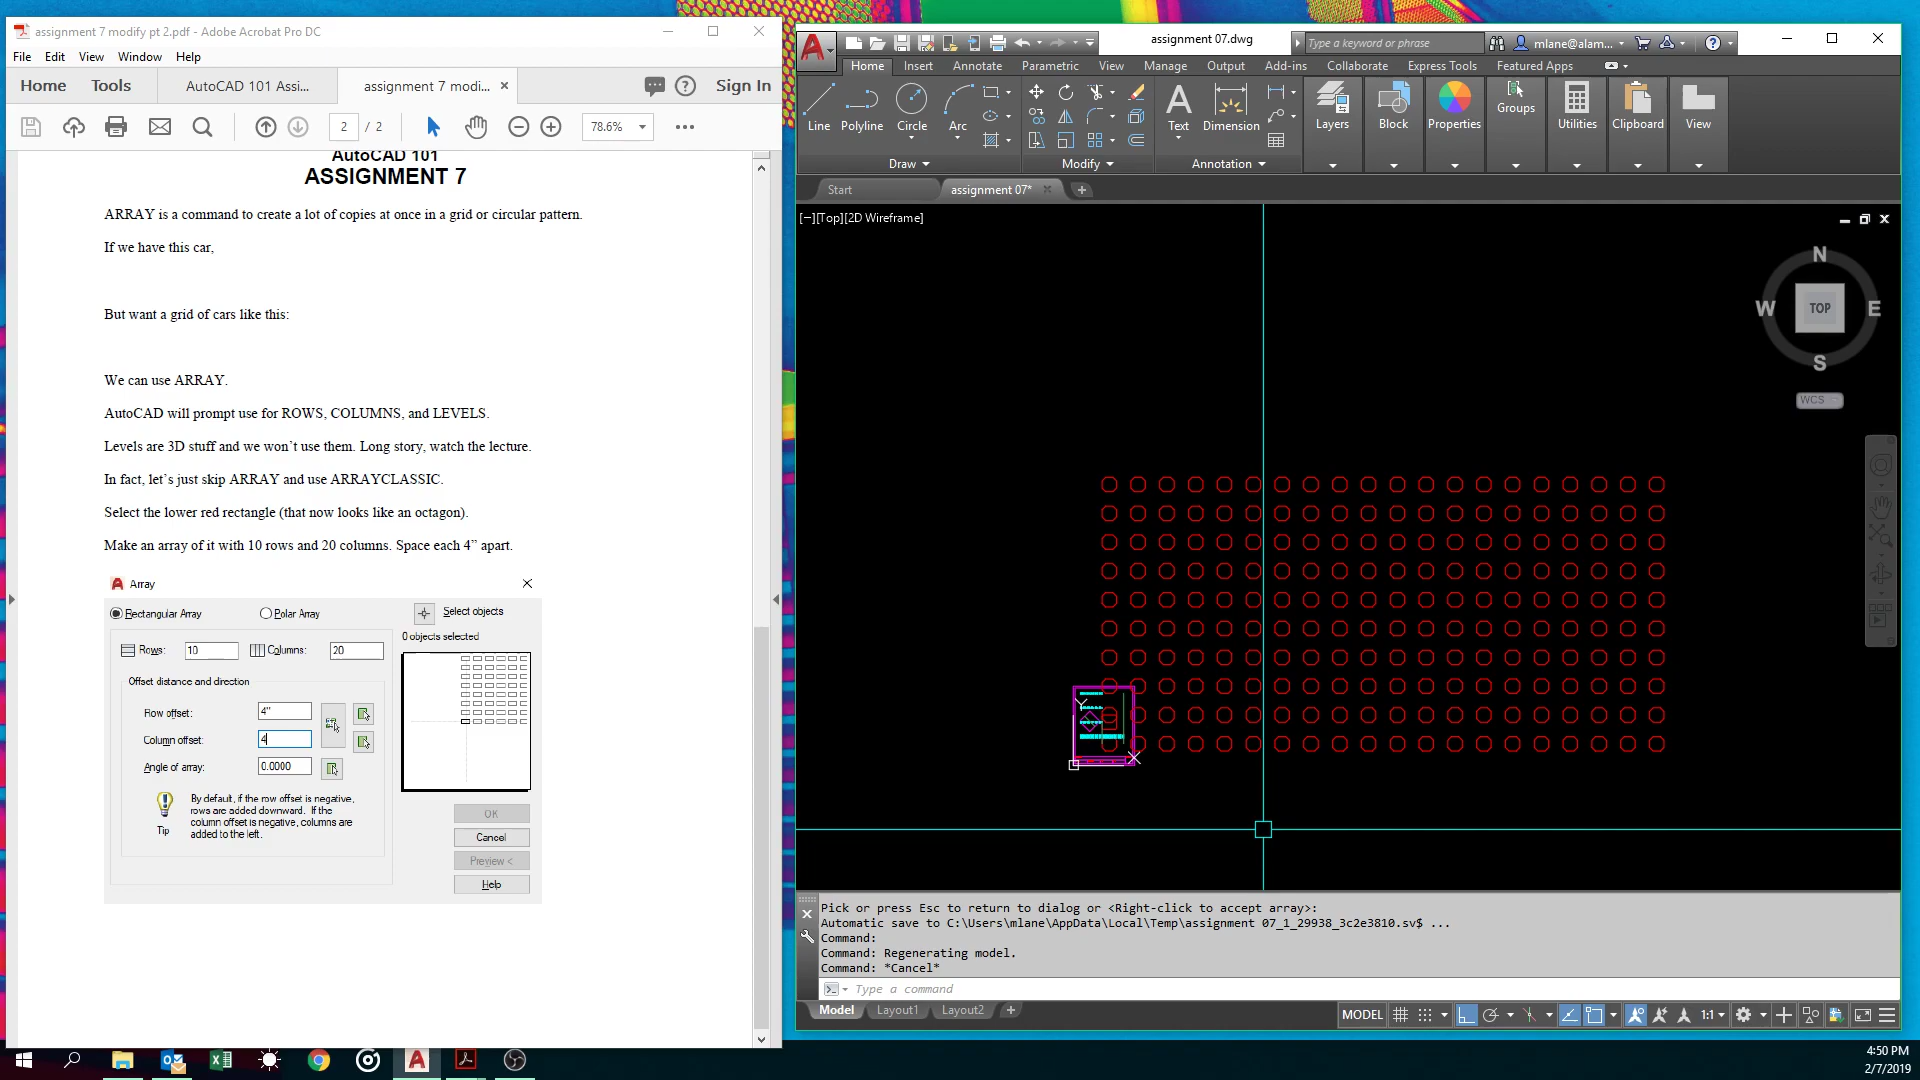 assignment 7 modify pt 2.pdf - Adobe Acrobat Pro DC
File Edit View Window Help
Home Tools AutoCAD 101 Assi... assignment 7 modi... × Sign In
2 / 2 78.6%
AutoCAD 101
ASSIGNMENT 7
ARRAY is a command to create a lot of copies at once in a grid or circular pattern.
If we have this car,
But want a grid of cars like this:
We can use ARRAY.
AutoCAD will prompt use for ROWS, COLUMNS, and LEVELS.
Levels are 3D stuff and we won’t use them. Long story, watch the lecture.
In fact, let’s just skip ARRAY and use ARRAYCLASSIC.
Select the lower red rectangle (that now looks like an octagon).
Make an array of it with 10 rows and 20 columns. Space each 4” apart.
Array
Rectangular Array Polar Array Select objects
0 objects selected
Rows: 10 Columns: 20
Offset distance and direction
Row offset: 4"
Column offset: 4
Angle of array: 0.0000
By default, if the row offset is negative,
rows are added downward. If the
column offset is negative, columns are
added to the left.
Tip
OK
Cancel
Preview <
Help
assignment 07.dwg Type a keyword or phrase mlane@alam...
Home Insert Annotate Parametric View Manage Output Add-ins Collaborate Express Tools Featured Apps
Line Polyline Circle Arc Text Dimension Layers Block Properties Groups Utilities Clipboard View
Draw Modify Annotation
Start assignment 07*
[−][Top][2D Wireframe]
N
W TOP E
S
WCS
Y
Pick or press Esc to return to dialog or <Right-click to accept array>:
Automatic save to C:\Users\mlane\AppData\Local\Temp\assignment 07_1_29938_3c2e3810.sv$ ...
Command:
Command: Regenerating model.
Command: *Cancel*
Type a command
Model Layout1 Layout2 +
MODEL 1:1
4:50 PM
2/7/2019